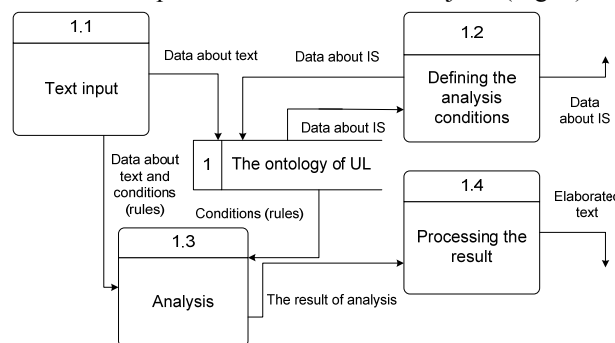 1.1
Text input
Data about text
Data about IS
1.2
Defining the
analysis
conditions
Data
about IS
Data about IS
1
The ontology of UL
Data about
text and
conditions
(rules)
Conditions (rules)
1.3
Analysis
The result of analysis
1.4
Processing the
result
Elaborated
text